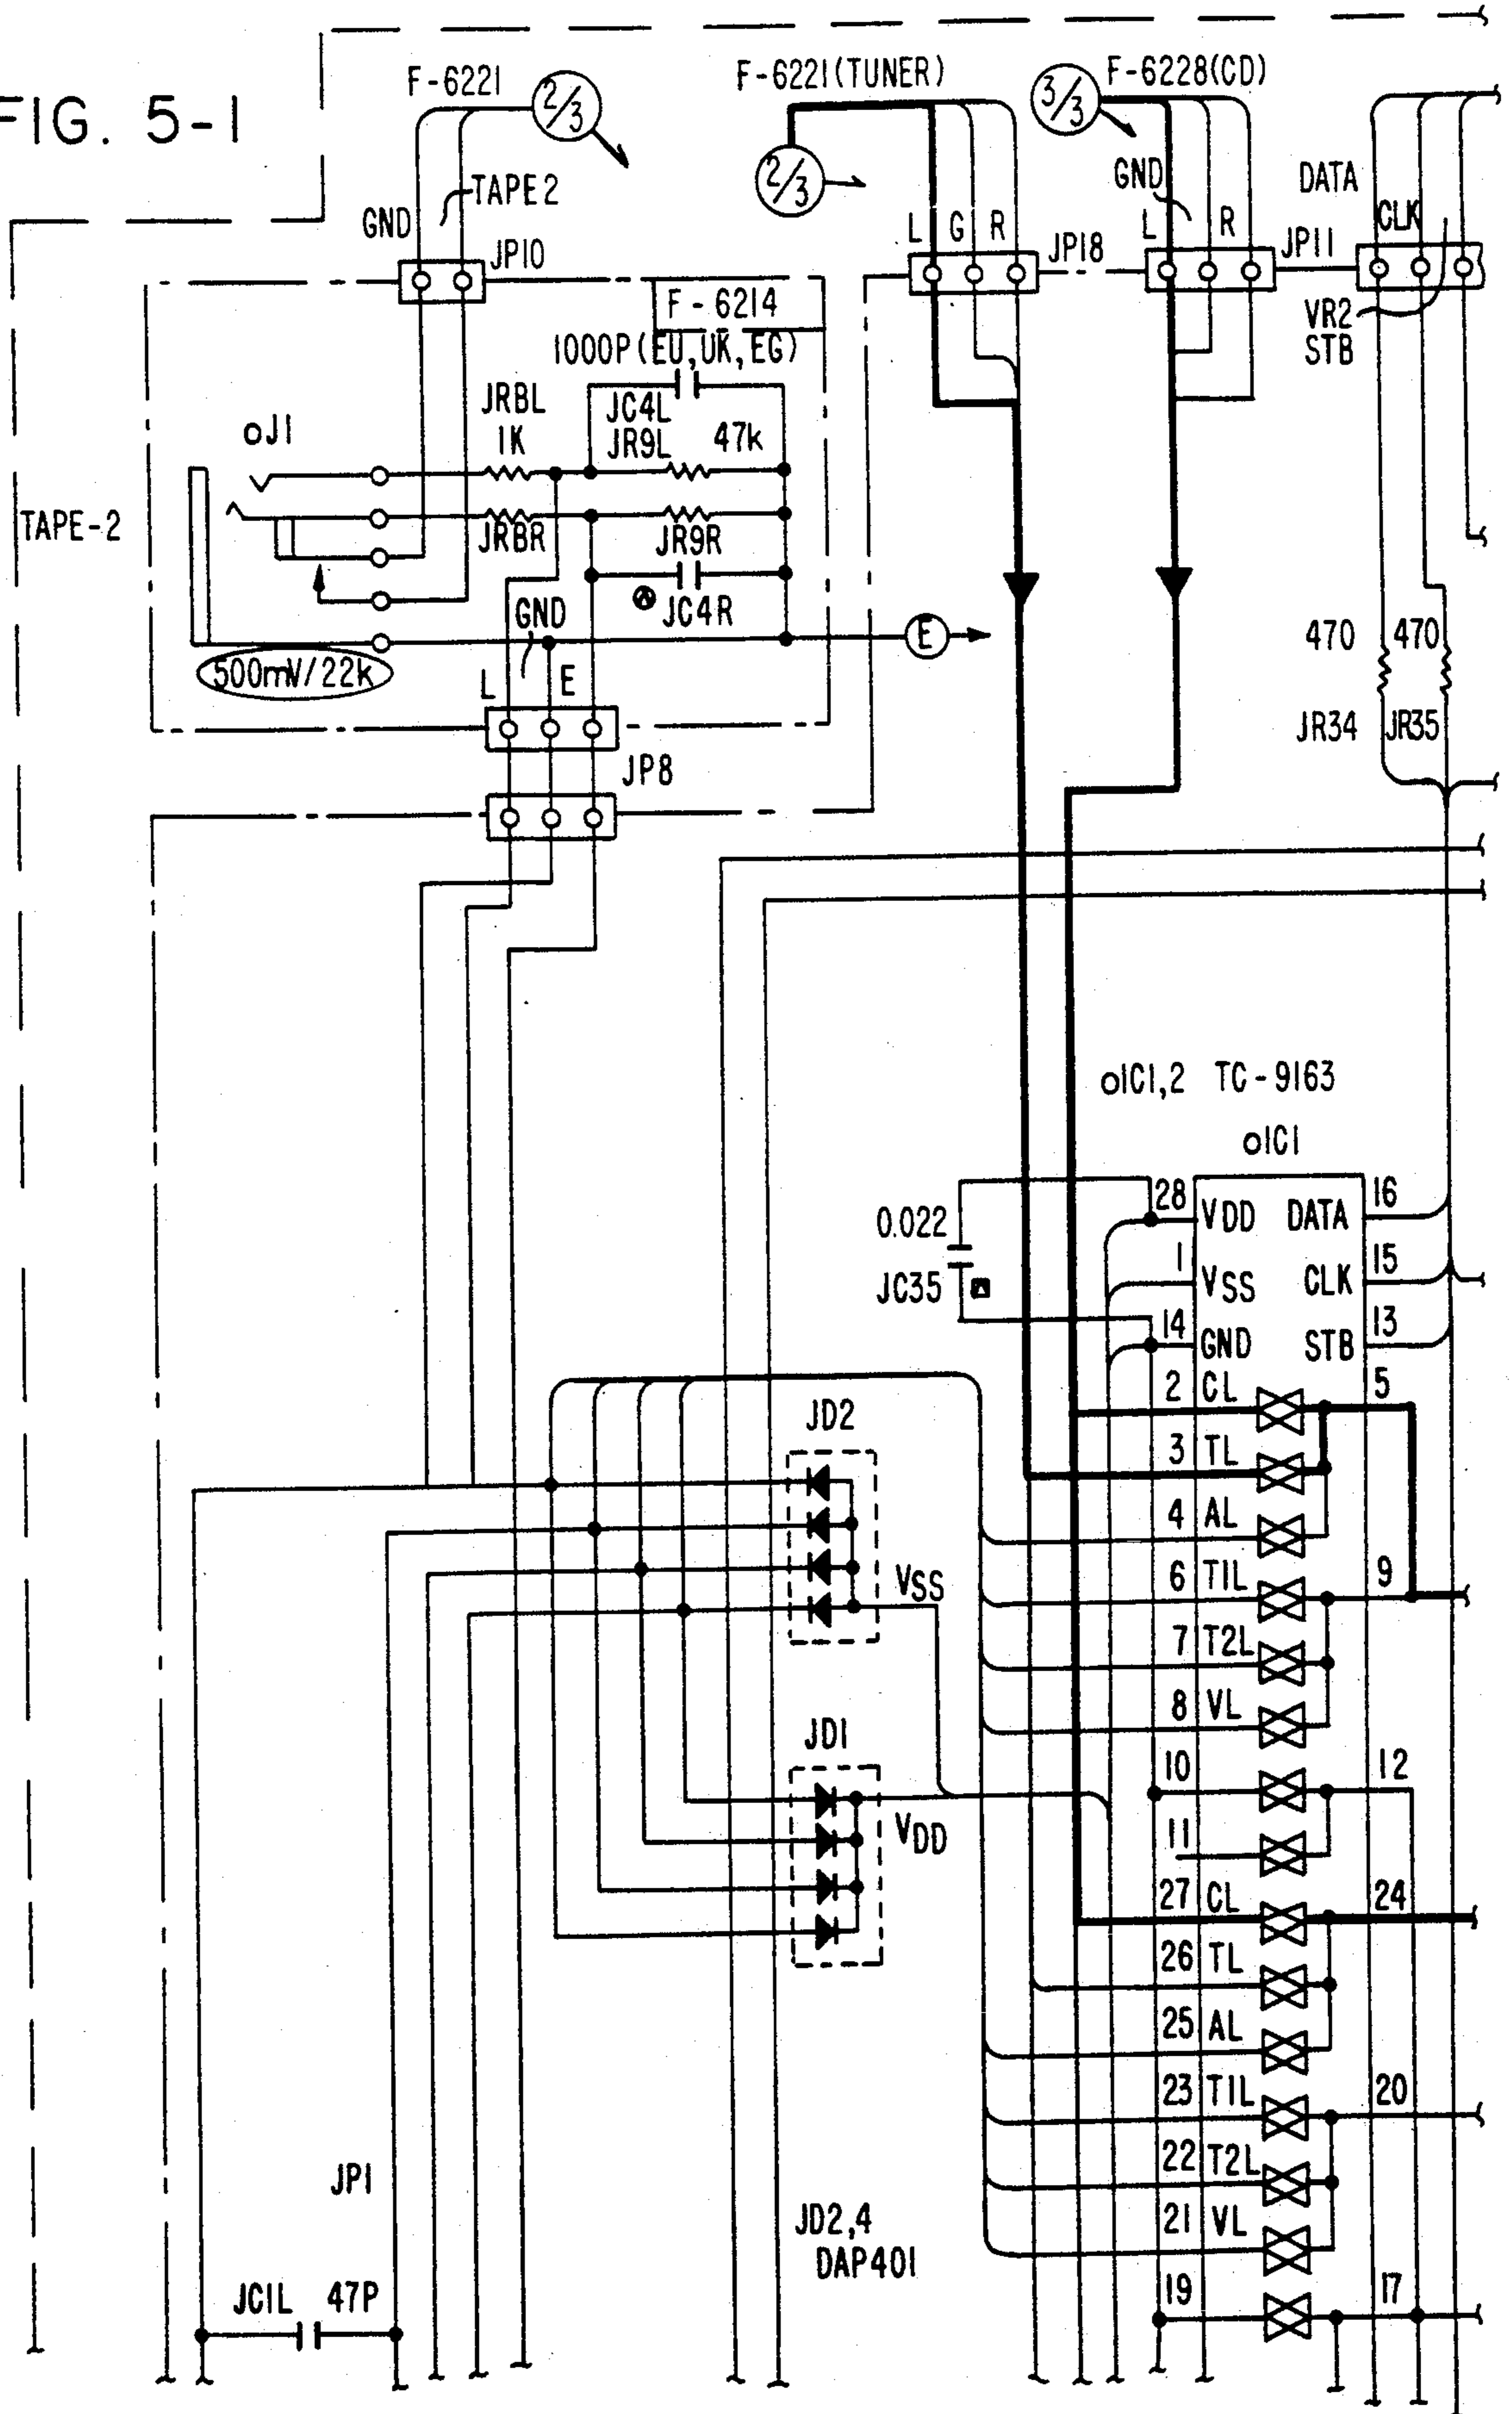 FIG. 5-1
F-6221
2/3
F-6221(TUNER)
2/3
3/3
F-6228(CD)
GND
TAPE2
JP10
L G R
JP18
GND
L R
JP11
DATA
CLK
VR2
STB
F-6214
1000P(EU,UK,EG)
oJ1
JRBL
1K
JC4L
JR9L
47k
TAPE-2
JRBR
JR9R
JC4R
GND
E
500mV/22k
L E
JP8
470 470
JR34 JR35
oIC1,2 TC-9163
oIC1
0.022
JC35
28 VDD DATA 16
1 VSS CLK 15
14 GND STB 13
2 CL 5
3 TL
4 AL
6 T1L 9
7 T2L
8 VL
10 12
11
27 CL 24
26 TL
25 AL
23 T1L 20
22 T2L
21 VL
19 17
JD2
VSS
JD1
VDD
JP1
JD2,4
DAP401
JC1L 47P